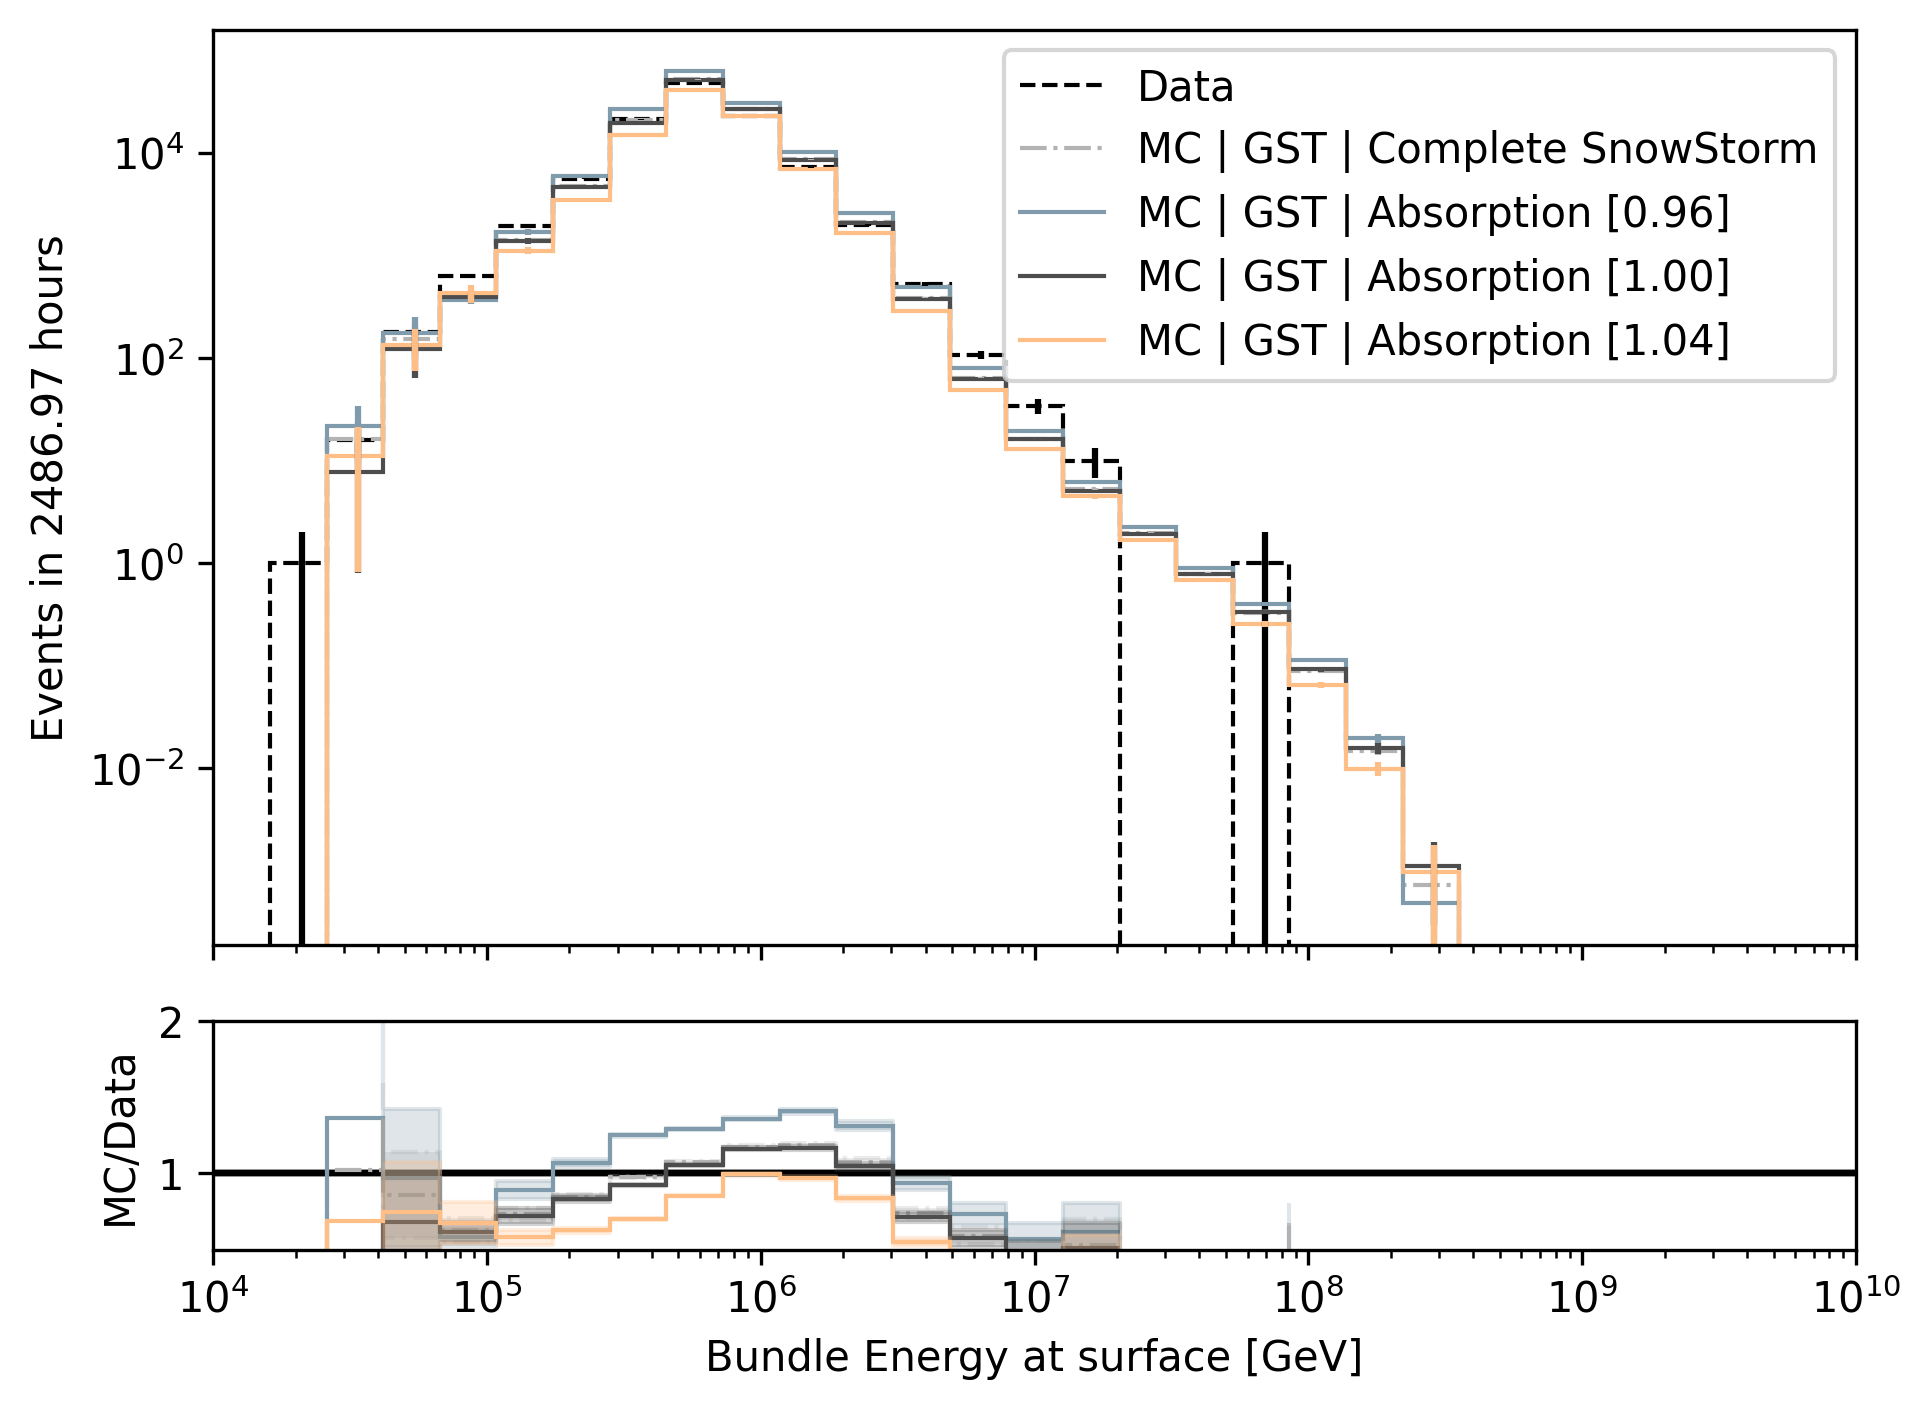 Events in 2486.97 hours
10^4
10^2
10^0
10^−2
Data
MC | GST | Complete SnowStorm
MC | GST | Absorption [0.96]
MC | GST | Absorption [1.00]
MC | GST | Absorption [1.04]
MC/Data
2
1
10^4 10^5 10^6 10^7 10^8 10^9 10^10
Bundle Energy at surface [GeV]